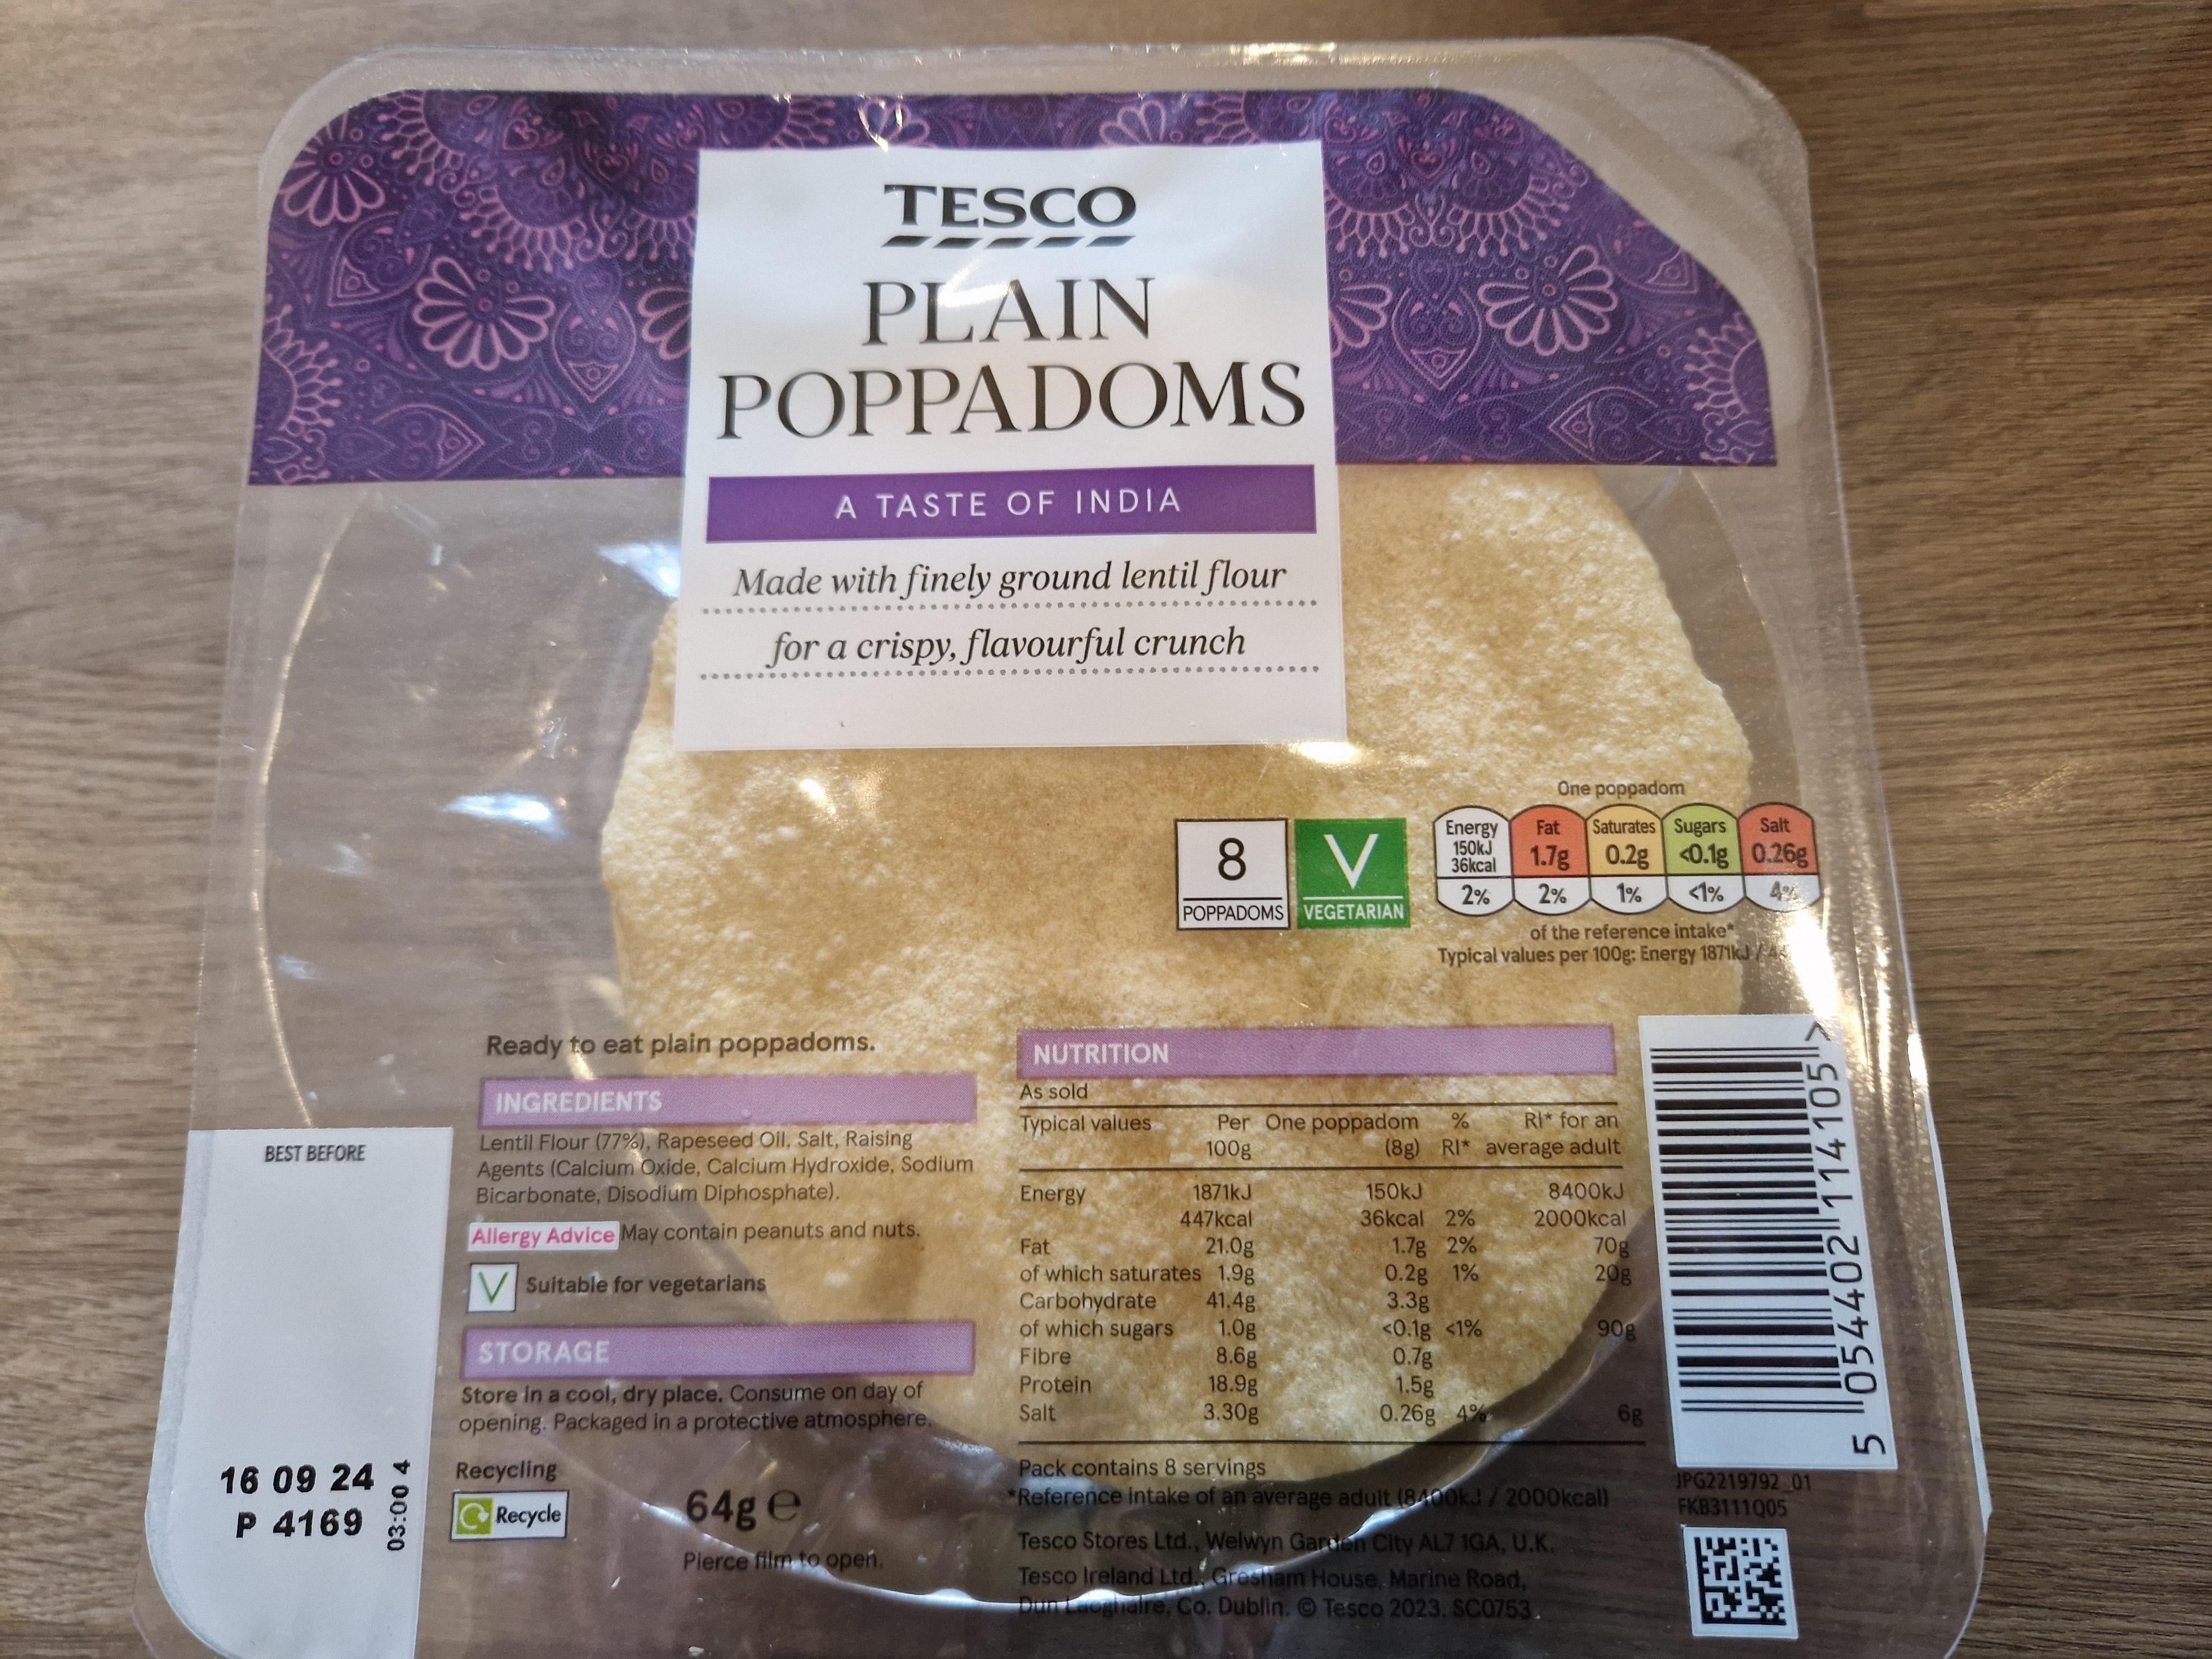 TESCO
PLAIN
POPPADOMS
A TASTE OF INDIA
Made with finely ground lentil flour
for a crispy, flavourful crunch
8
POPPADOMS
V
VEGETARIAN
One poppadom
Energy 150kJ 36kcal 2%
Fat 1.7g 2%
Saturates 0.2g 1%
Sugars <0.1g <1%
Salt 0.26g 4%
of the reference intake*
Typical values per 100g: Energy 1871kJ /
Ready to eat plain poppadoms.
INGREDIENTS
Lentil Flour (77%), Rapeseed Oil, Salt, Raising
Agents (Calcium Oxide, Calcium Hydroxide, Sodium
Bicarbonate, Disodium Diphosphate).
Allergy Advice May contain peanuts and nuts.
V Suitable for vegetarians
STORAGE
Store in a cool, dry place. Consume on day of
opening. Packaged in a protective atmosphere.
Recycling
Recycle
64g e
Pierce film to open.
BEST BEFORE
16 09 24
P 4169
03:00 4
NUTRITION
As sold
Typical values Per One poppadom % RI* for an
100g (8g) RI* average adult
Energy 1871kJ 150kJ 8400kJ
447kcal 36kcal 2% 2000kcal
Fat 21.0g 1.7g 2% 70g
of which saturates 1.9g 0.2g 1% 20g
Carbohydrate 41.4g 3.3g
of which sugars 1.0g <0.1g <1% 90g
Fibre 8.6g 0.7g
Protein 18.9g 1.5g
Salt 3.30g 0.26g 4% 6g
Pack contains 8 servings
*Reference intake of an average adult (8400kJ / 2000kcal)
Tesco Stores Ltd., Welwyn Garden City AL7 1GA, U.K.
Tesco Ireland Ltd., Gresham House, Marine Road,
Dun Laoghaire, Co. Dublin. © Tesco 2023. SC0753
5 054402 114105 >
JPG2219792_01
FKB3111Q05